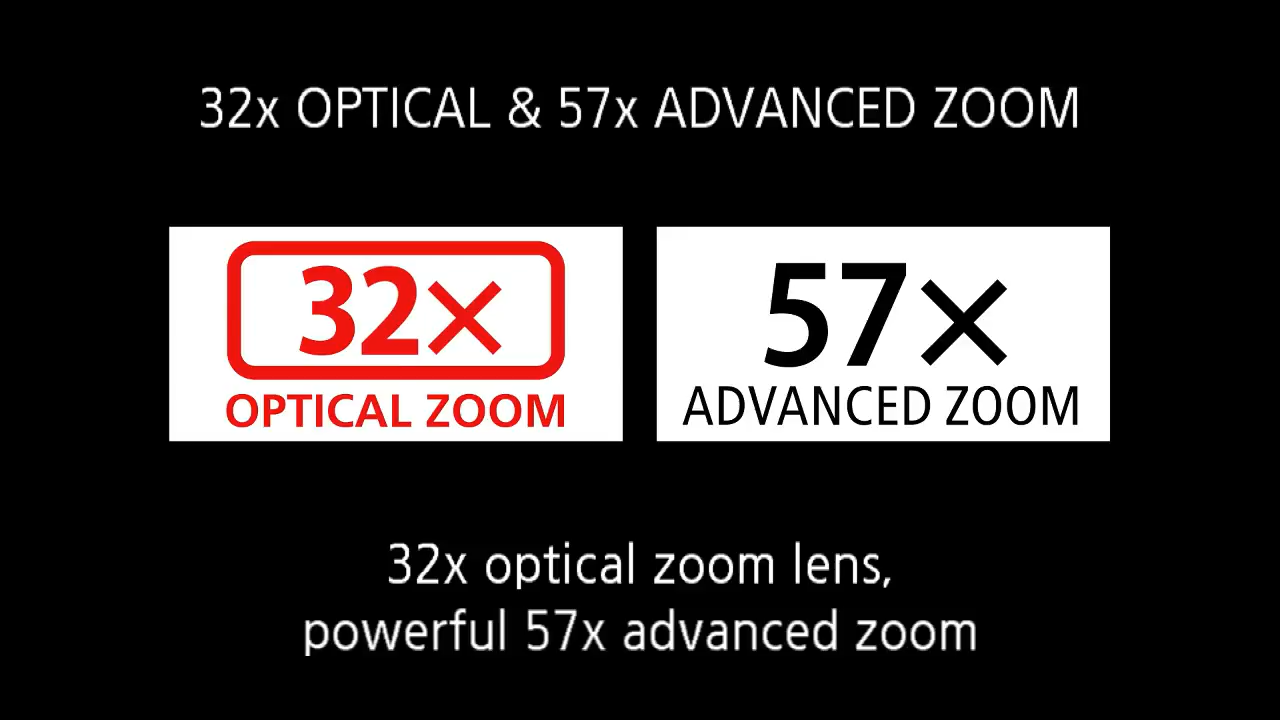 32x OPTICAL & 57x ADVANCED ZOOM
32×
OPTICAL ZOOM
57×
ADVANCED ZOOM
32x optical zoom lens,
powerful 57x advanced zoom